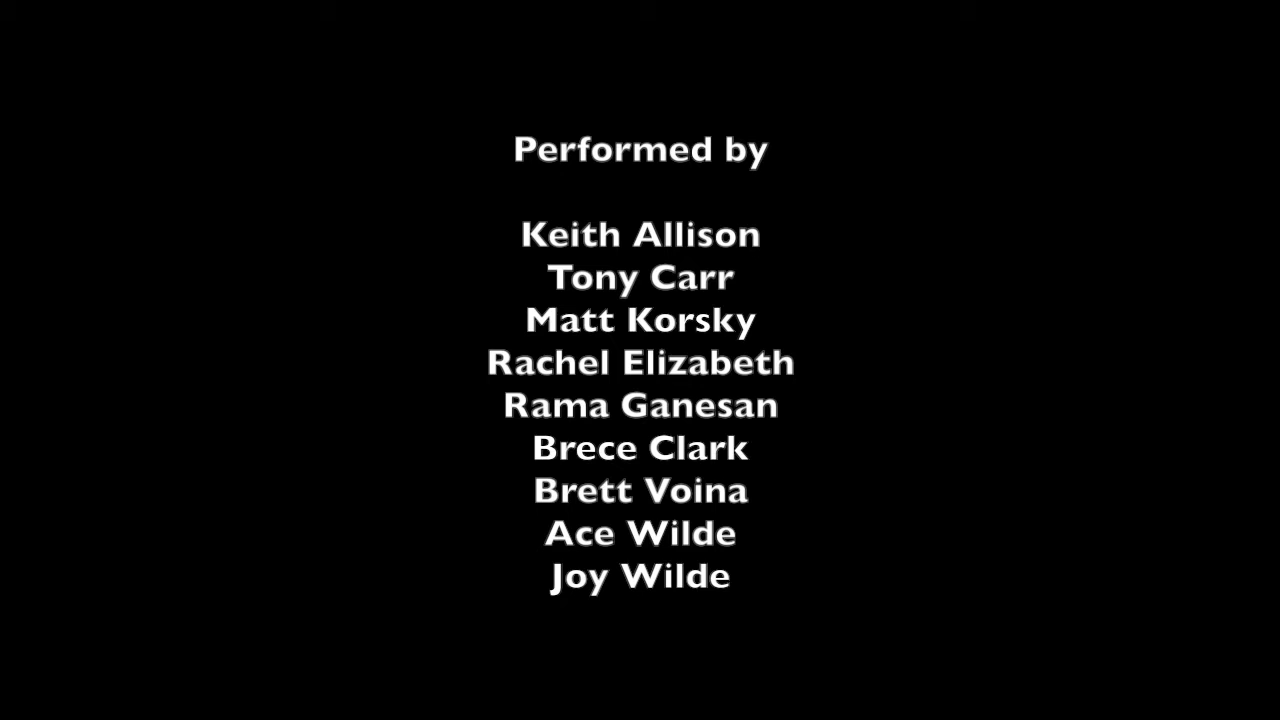 Performed by
Keith Allison
Tony Carr
Matt Korsky
Rachel Elizabeth
Rama Ganesan
Brece Clark
Brett Voina
Ace Wilde
Joy Wilde